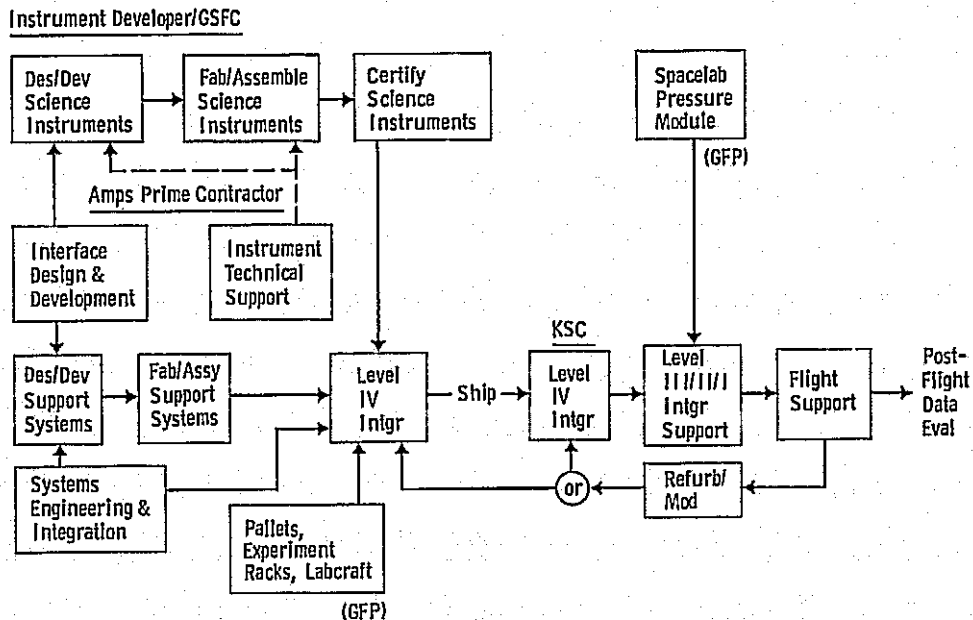 Instrument Developer/GSFC
Des/Dev
Science
Instruments
Fab/Assemble
Science
Instruments
Certify
Science
Instruments
Spacelab
Pressure
Module
(GFP)
Amps Prime Contractor
Interface
Design &
Development
Instrument
Technical
Support
KSC
Des/Dev
Support
Systems
Fab/Assy
Support
Systems
Level
IV
Intgr
Ship
Level
IV
Intgr
Level
III/II/I
Intgr
Support
Flight
Support
Post-
Flight
Data
Eval
Systems
Engineering &
Integration
Pallets,
Experiment
Racks, Labcraft
(GFP)
or
Refurb/
Mod